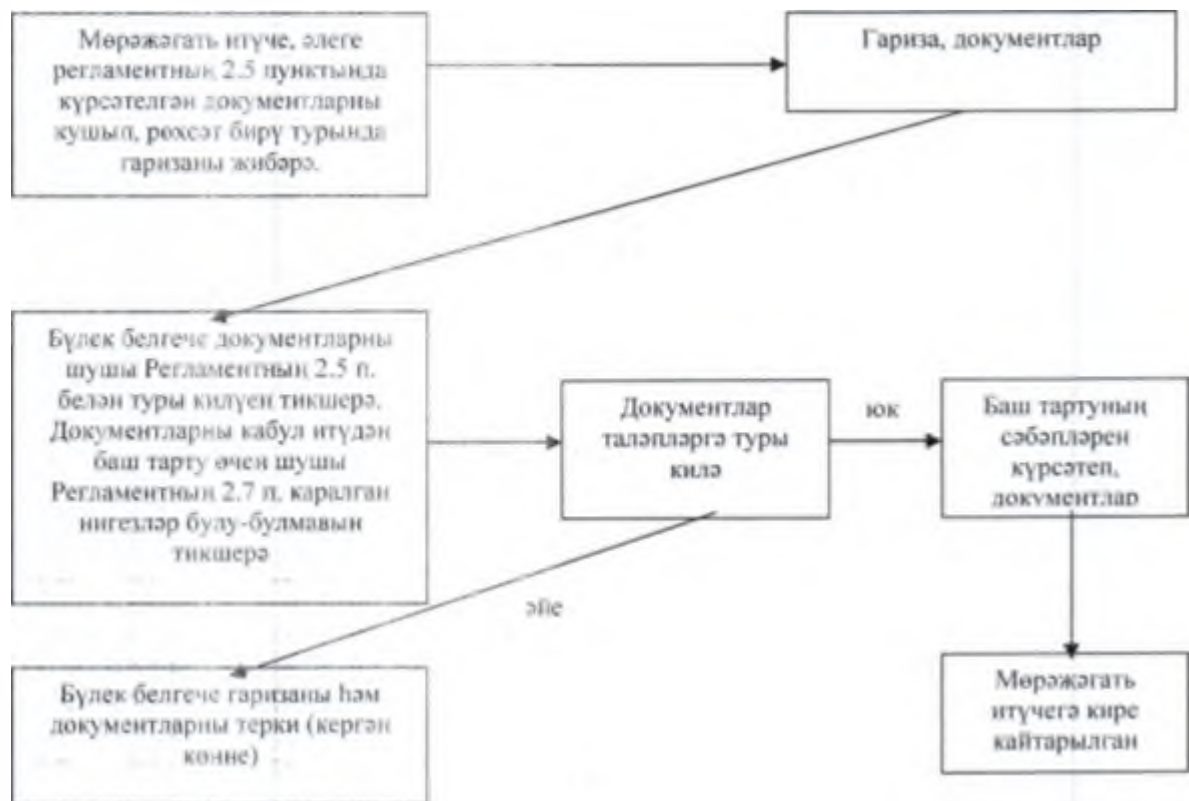 Мөрәҗәгать итүче, әлеге
регламентның 2.5 пунктында
күрсәтелгән документларны
кушып, рөхсәт бирү турында
гаризаны җибәрә.
Гариза, документлар
Бүлек белгече документларны
шушы Регламентның 2.5 п.
белән туры килүен тикшерә.
Документларны кабул итүдән
баш тарту өчен шушы
Регламентның 2.7 п. каралган
нигезләр булу-булмавын
тикшерә
Документлар
таләпләргә туры
килә
юк
Баш тартуның
сәбәпләрен
күрсәтеп,
документлар
әйе
Бүлек белгече гаризаны һәм
документларны терки (кергән
көнне)
Мөрәҗәгать
итүчегә кире
кайтарылган